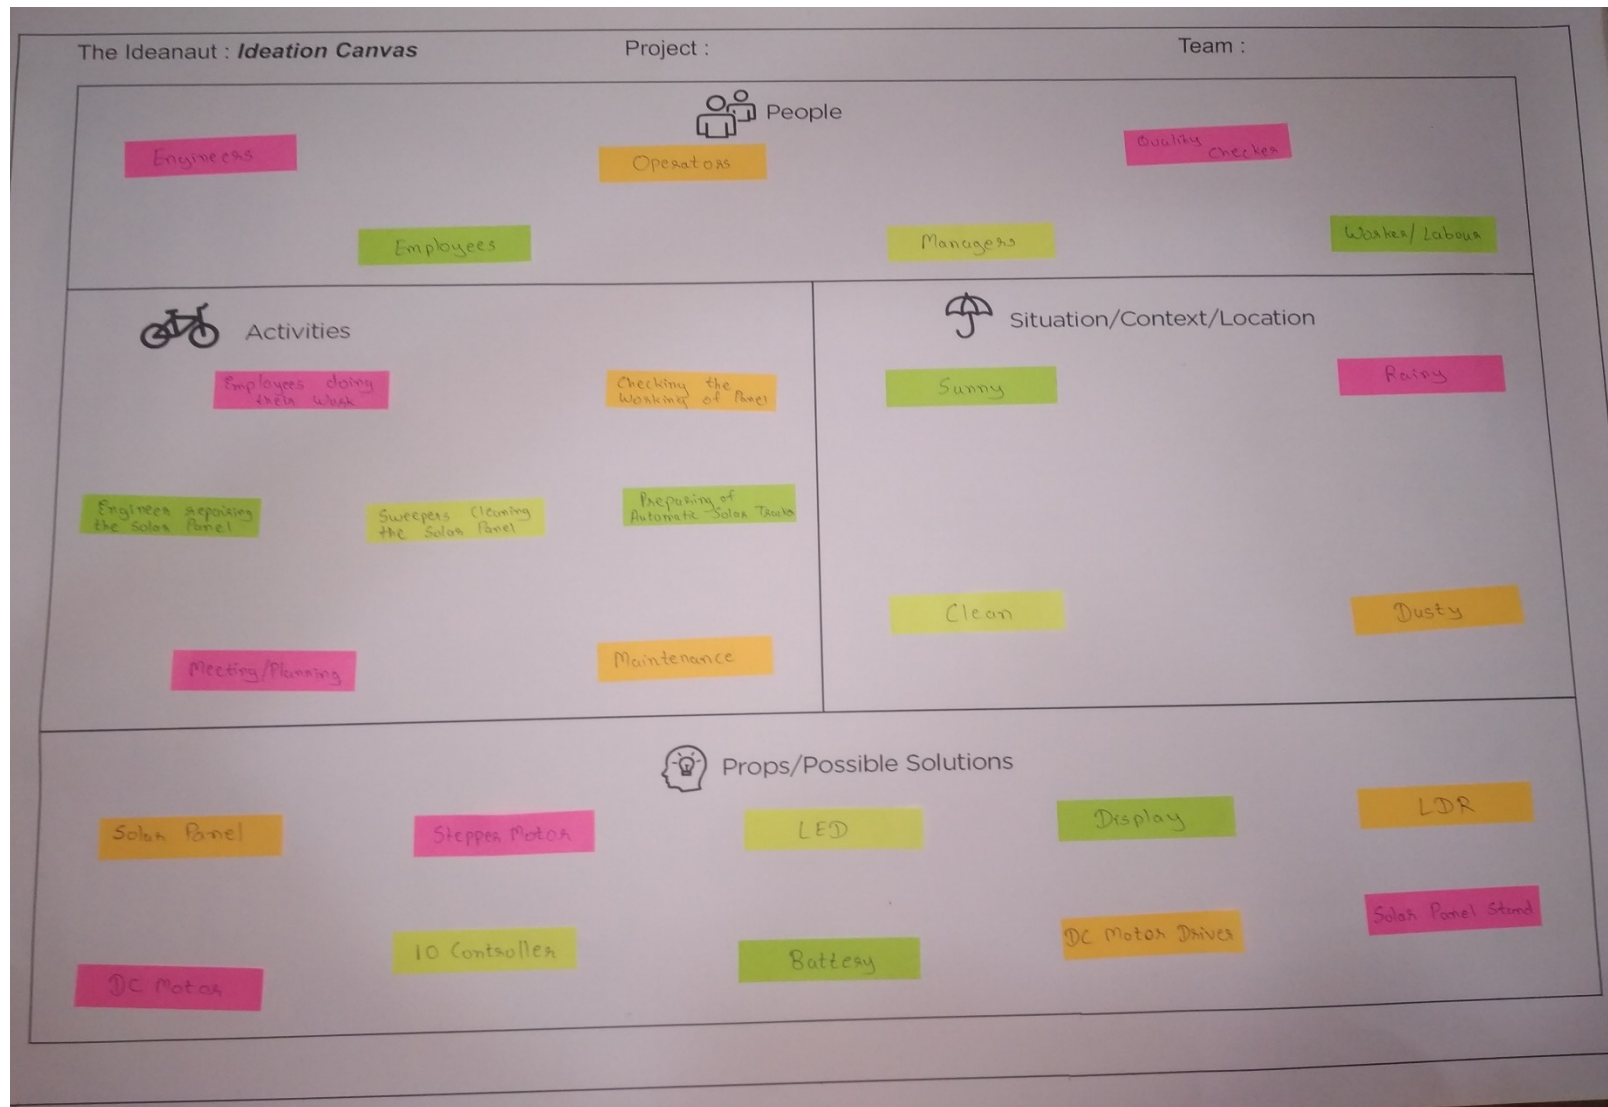 The Ideanaut : Ideation Canvas
Project :
Team :
People
Engineers
Operators
Quality
Checker
Employees
Managers
Worker/Labour
Activities
Employees doing
their Work
Checking the
Working of Panel
Engineer repairing
the Solar Panel
Sweepers Cleaning
the Solar Panel
Preparing of
Automatic Solar Tracker
Meeting/Planning
Maintenance
Situation/Context/Location
Sunny
Rainy
Clean
Dusty
Props/Possible Solutions
Solar Panel
Stepper Motor
LED
Display
LDR
DC Motor
IO Controller
Battery
DC Motor Driver
Solar Panel Stand